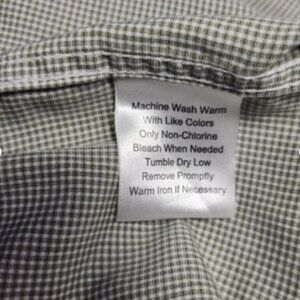 Machine Wash Warm
With Like Colors
Only Non-Chlorine
Bleach When Needed
Tumble Dry Low
Remove Promptly
Warm Iron If Necessary